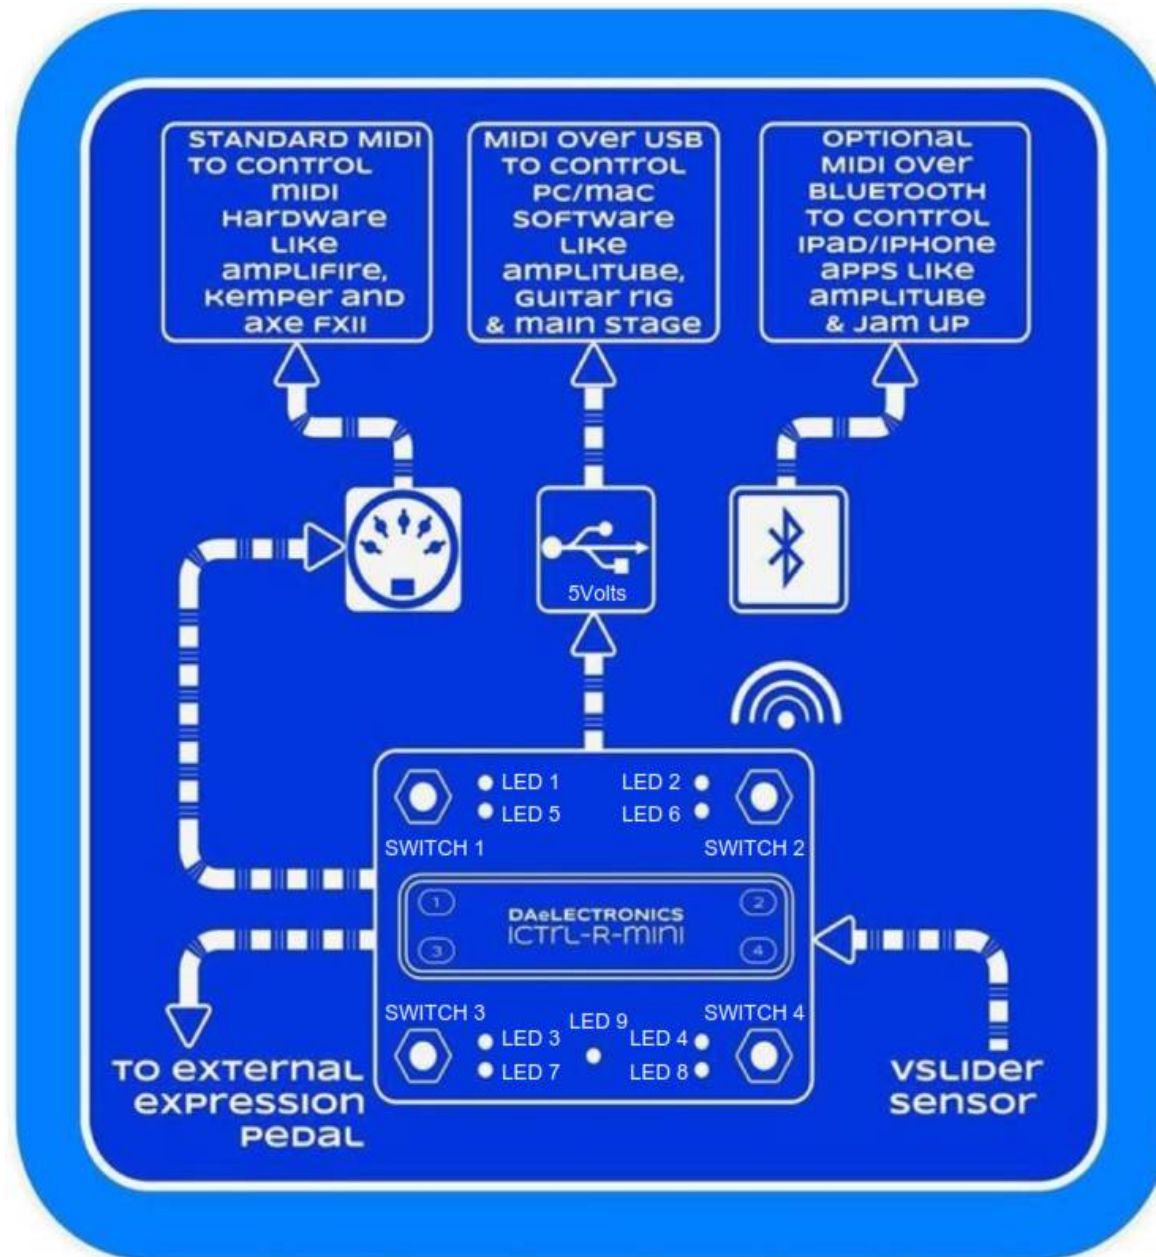 STANDARD MIDI
TO CONTROL
MIDI
HARDWARE
LIKE
AMPLIFIRE,
KEMPER AND
AXE FXII
MIDI OVER USB
TO CONTROL
PC/MAC
SOFTWARE
LIKE
AMPLITUBE,
GUITAR RIG
& MAIN STAGE
OPTIONAL
MIDI OVER
BLUETOOTH
TO CONTROL
IPAD/IPHONE
APPS LIKE
AMPLITUBE
& JAM UP
5Volts
LED 1
LED 2
LED 5
LED 6
SWITCH 1
SWITCH 2
1
2
DAeLECTRONICS
ICTRL-R-MINI
3
4
SWITCH 3
SWITCH 4
LED 9
LED 3
LED 4
LED 7
LED 8
TO EXTERNAL
EXPRESSION
PEDAL
VSLIDER
SENSOR